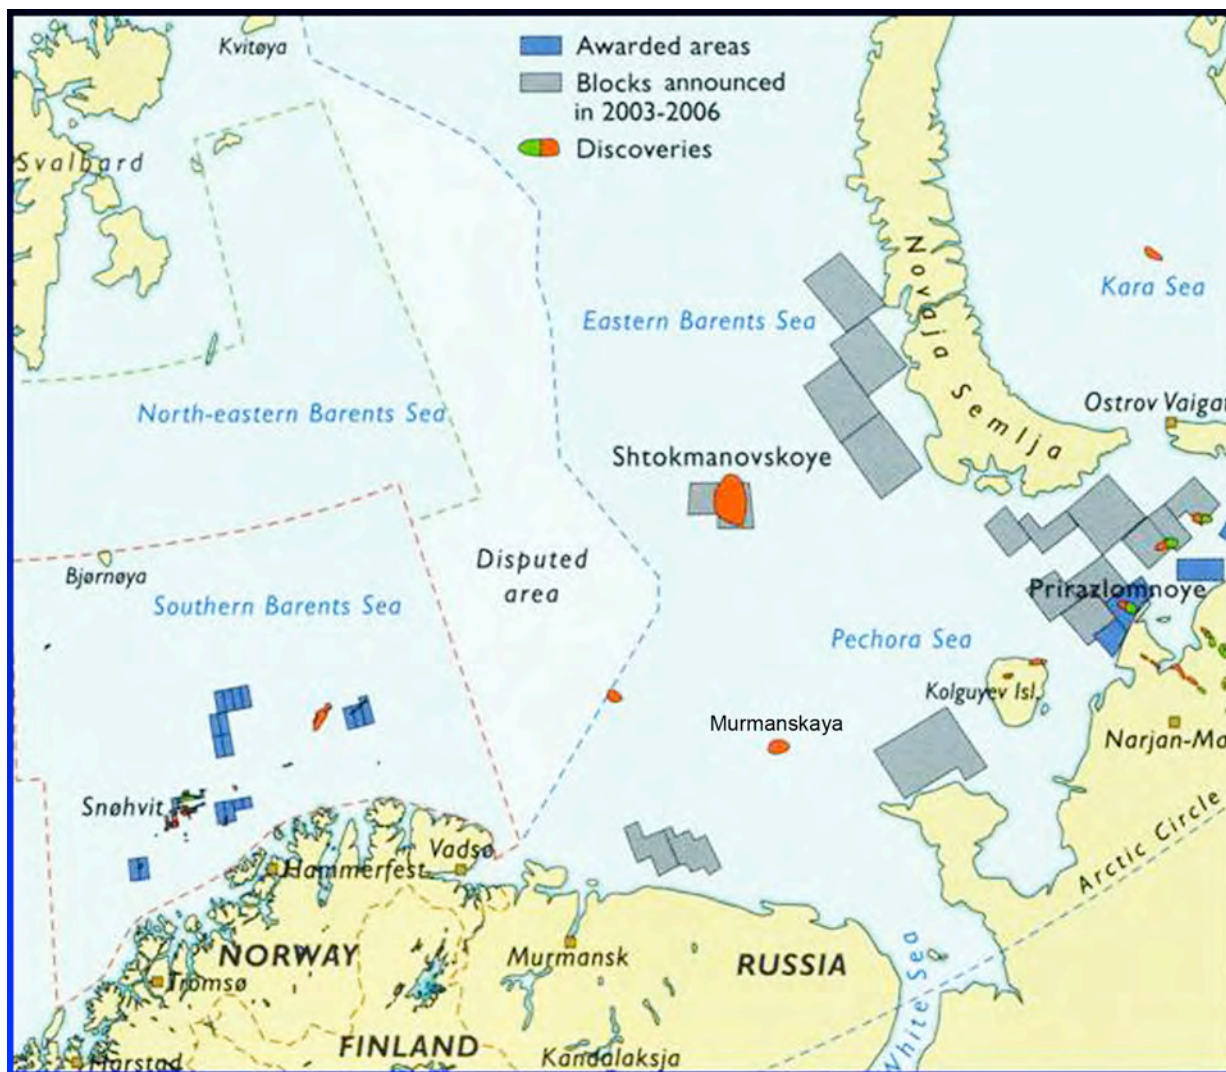 Kvitøya
Awarded areas
Blocks announced
in 2003-2006
Discoveries
Svalbard
Novaja Semlja
Kara Sea
Eastern Barents Sea
North-eastern Barents Sea
Ostrov Vaigat
Shtokmanovskoye
Disputed
area
Bjørnøya
Southern Barents Sea
Prirazlomnoye
Pechora Sea
Kolguyev Isl.
Murmanskaya
Narjan-Ma
Snøhvit
Arctic Circle
Vadsø
Hammerfest
NORWAY
Murmansk
RUSSIA
Tromsø
White Sea
FINLAND
Kandalaksja
Harstad